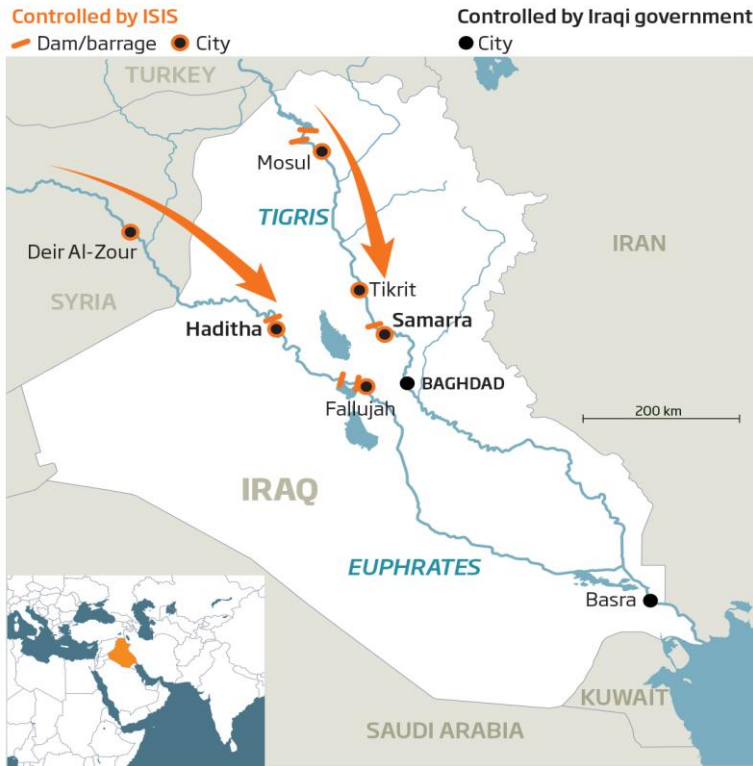 Controlled by ISIS
Dam/barrage City
Controlled by Iraqi government
City
TURKEY
Mosul
TIGRIS
IRAN
Deir Al-Zour
Tikrit
SYRIA
Haditha
Samarra
BAGHDAD
Fallujah
200 km
IRAQ
EUPHRATES
Basra
KUWAIT
SAUDI ARABIA